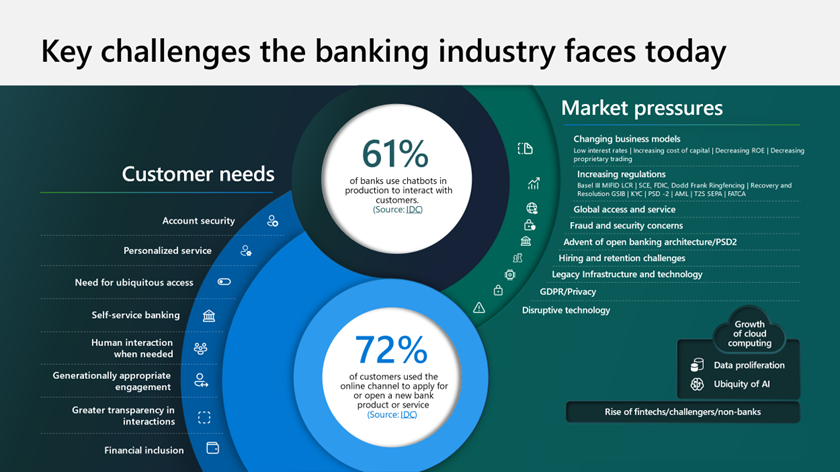 Key challenges the banking industry faces today
Customer needs
Account security
Personalized service
Need for ubiquitous access
Self-service banking
Human interaction
when needed
Generationally appropriate
engagement
Greater transparency in
interactions
Financial inclusion
61%
of banks use chatbots in
production to interact with
customers.
(Source: IDC)
72%
of customers used the
online channel to apply for
or open a new bank
product or service
(Source: IDC)
Market pressures
Changing business models
Low interest rates | Increasing cost of capital | Decreasing ROE | Decreasing
proprietary trading
Increasing regulations
Basel III MIFID LCR | SCE, FDIC, Dodd Frank Ringfencing | Recovery and
Resolution GSIB | KYC | PSD -2 | AML | T2S SEPA | FATCA
Global access and service
Fraud and security concerns
Advent of open banking architecture/PSD2
Hiring and retention challenges
Legacy Infrastructure and technology
GDPR/Privacy
Disruptive technology
Growth
of cloud
computing
Data proliferation
Ubiquity of AI
Rise of fintechs/challengers/non-banks